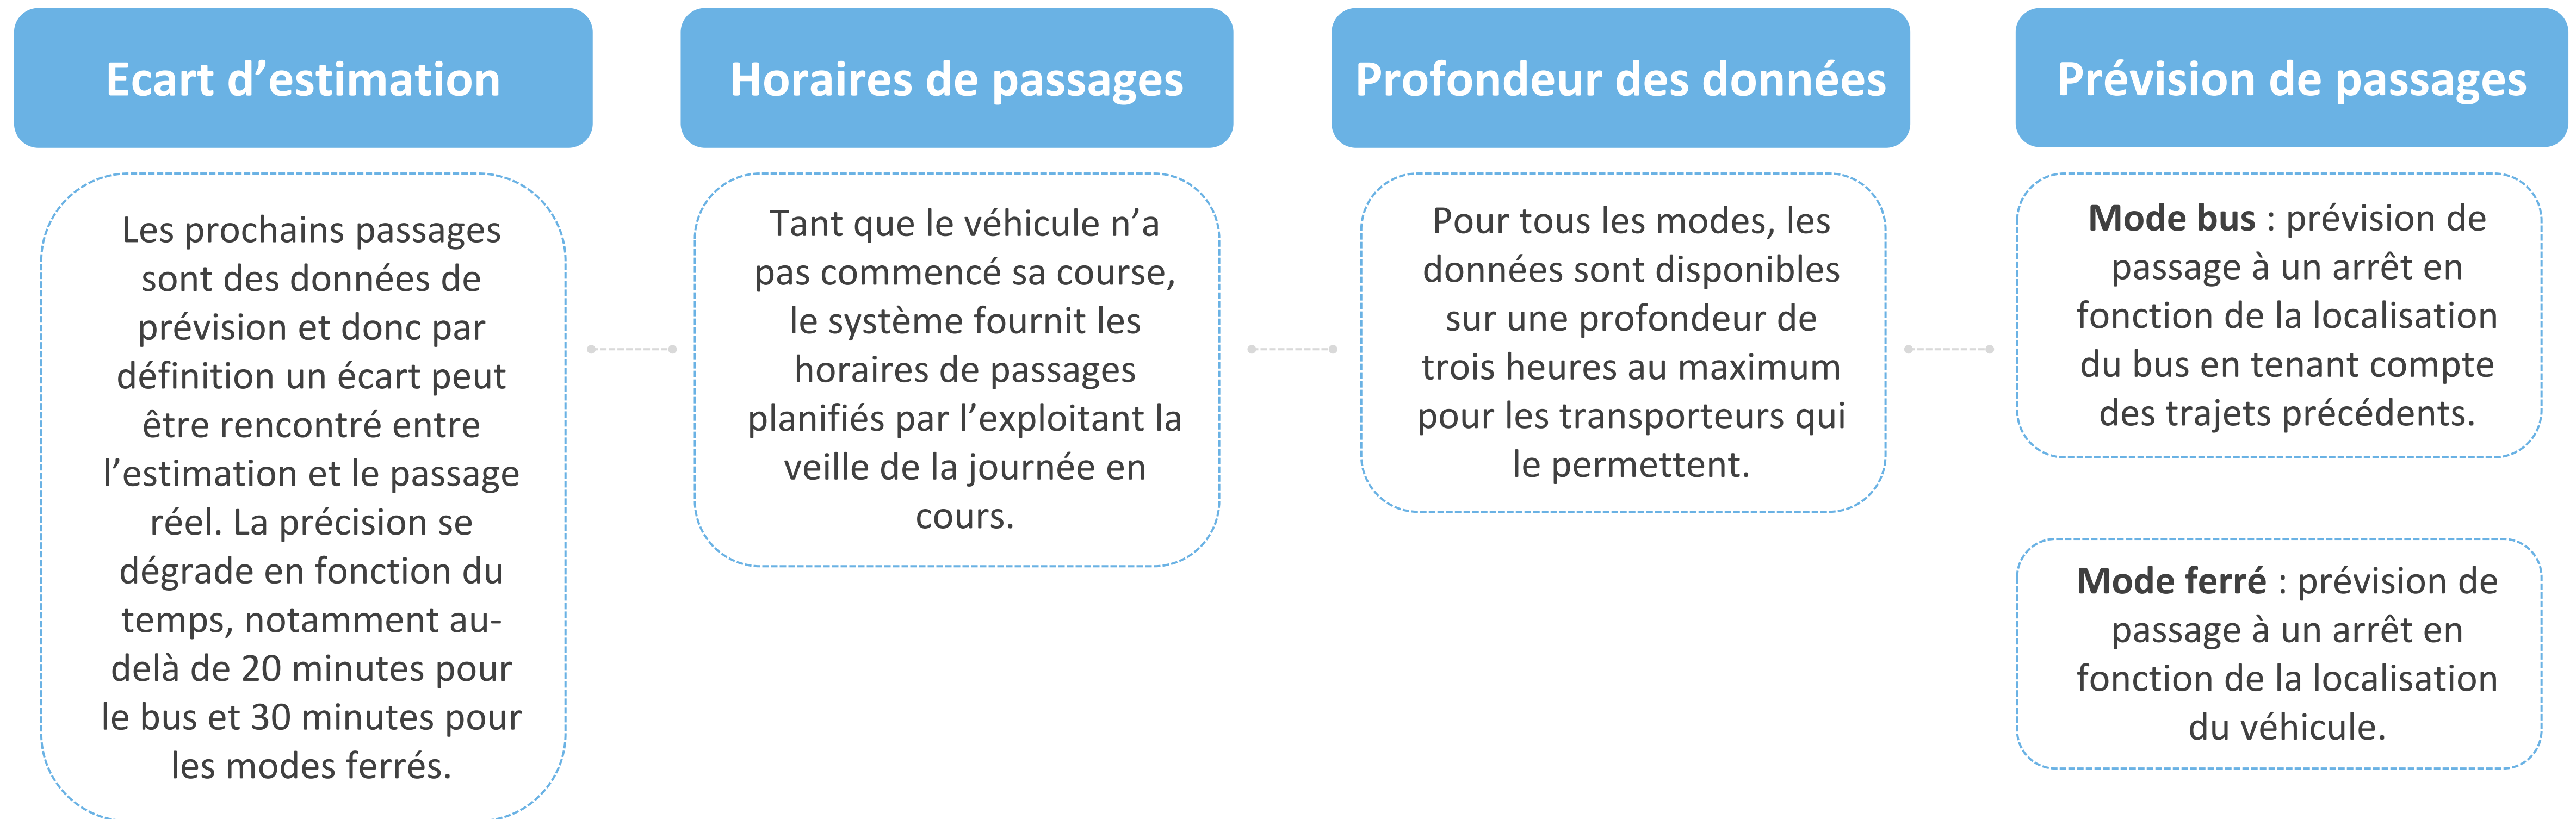 Ecart d’estimation
Les prochains passages
sont des données de
prévision et donc par
définition un écart peut
être rencontré entre
l’estimation et le passage
réel. La précision se
dégrade en fonction du
temps, notamment au-
delà de 20 minutes pour
le bus et 30 minutes pour
les modes ferrés.
Horaires de passages
Tant que le véhicule n’a
pas commencé sa course,
le système fournit les
horaires de passages
planifiés par l’exploitant la
veille de la journée en
cours.
Profondeur des données
Pour tous les modes, les
données sont disponibles
sur une profondeur de
trois heures au maximum
pour les transporteurs qui
le permettent.
Prévision de passages
Mode bus : prévision de
passage à un arrêt en
fonction de la localisation
du bus en tenant compte
des trajets précédents.
Mode ferré : prévision de
passage à un arrêt en
fonction de la localisation
du véhicule.